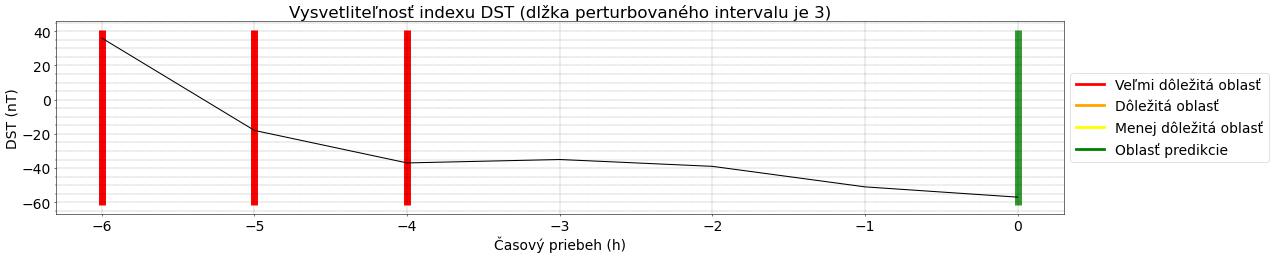 Vysvetliteľnosť indexu DST (dĺžka perturbovaného intervalu je 3)
DST (nT)
40
20
0
−20
−40
−60
−6 −5 −4 −3 −2 −1 0
Časový priebeh (h)
Veľmi dôležitá oblasť
Dôležitá oblasť
Menej dôležitá oblasť
Oblasť predikcie